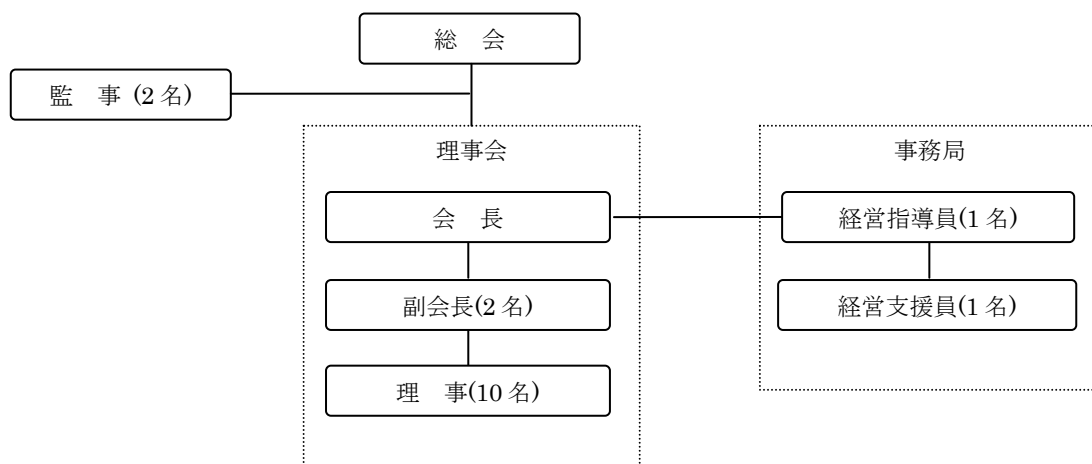 総　会
監　事 (2 名)
理事会
会　長
副会長(2 名)
理　事(10 名)
事務局
経営指導員(1 名)
経営支援員(1 名)